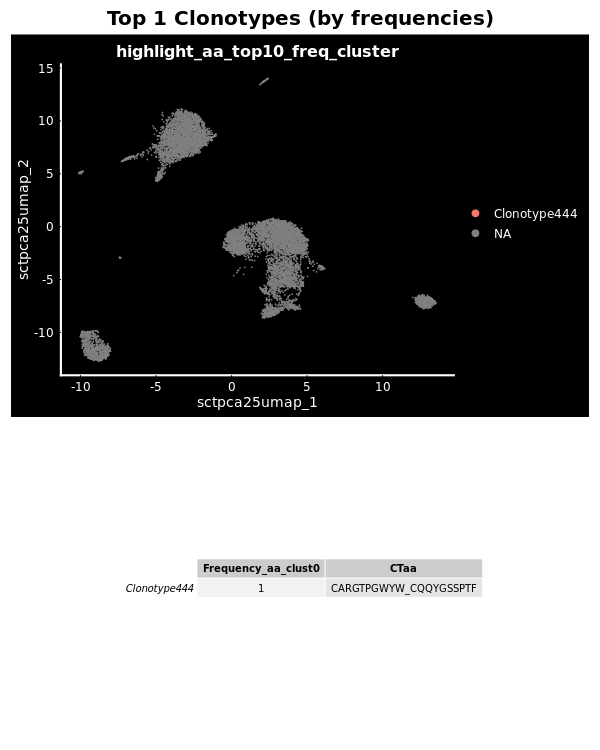 Top 1 Clonotypes (by frequencies)
highlight_aa_top10_freq_cluster
15
10
5
0
-5
-10
sctpca25umap_2
-10
-5
0
5
10
sctpca25umap_1
Clonotype444
NA
Frequency_aa_clust0 CTaa
Clonotype444 1 CARGTPGWYW_CQQYGSSPTF